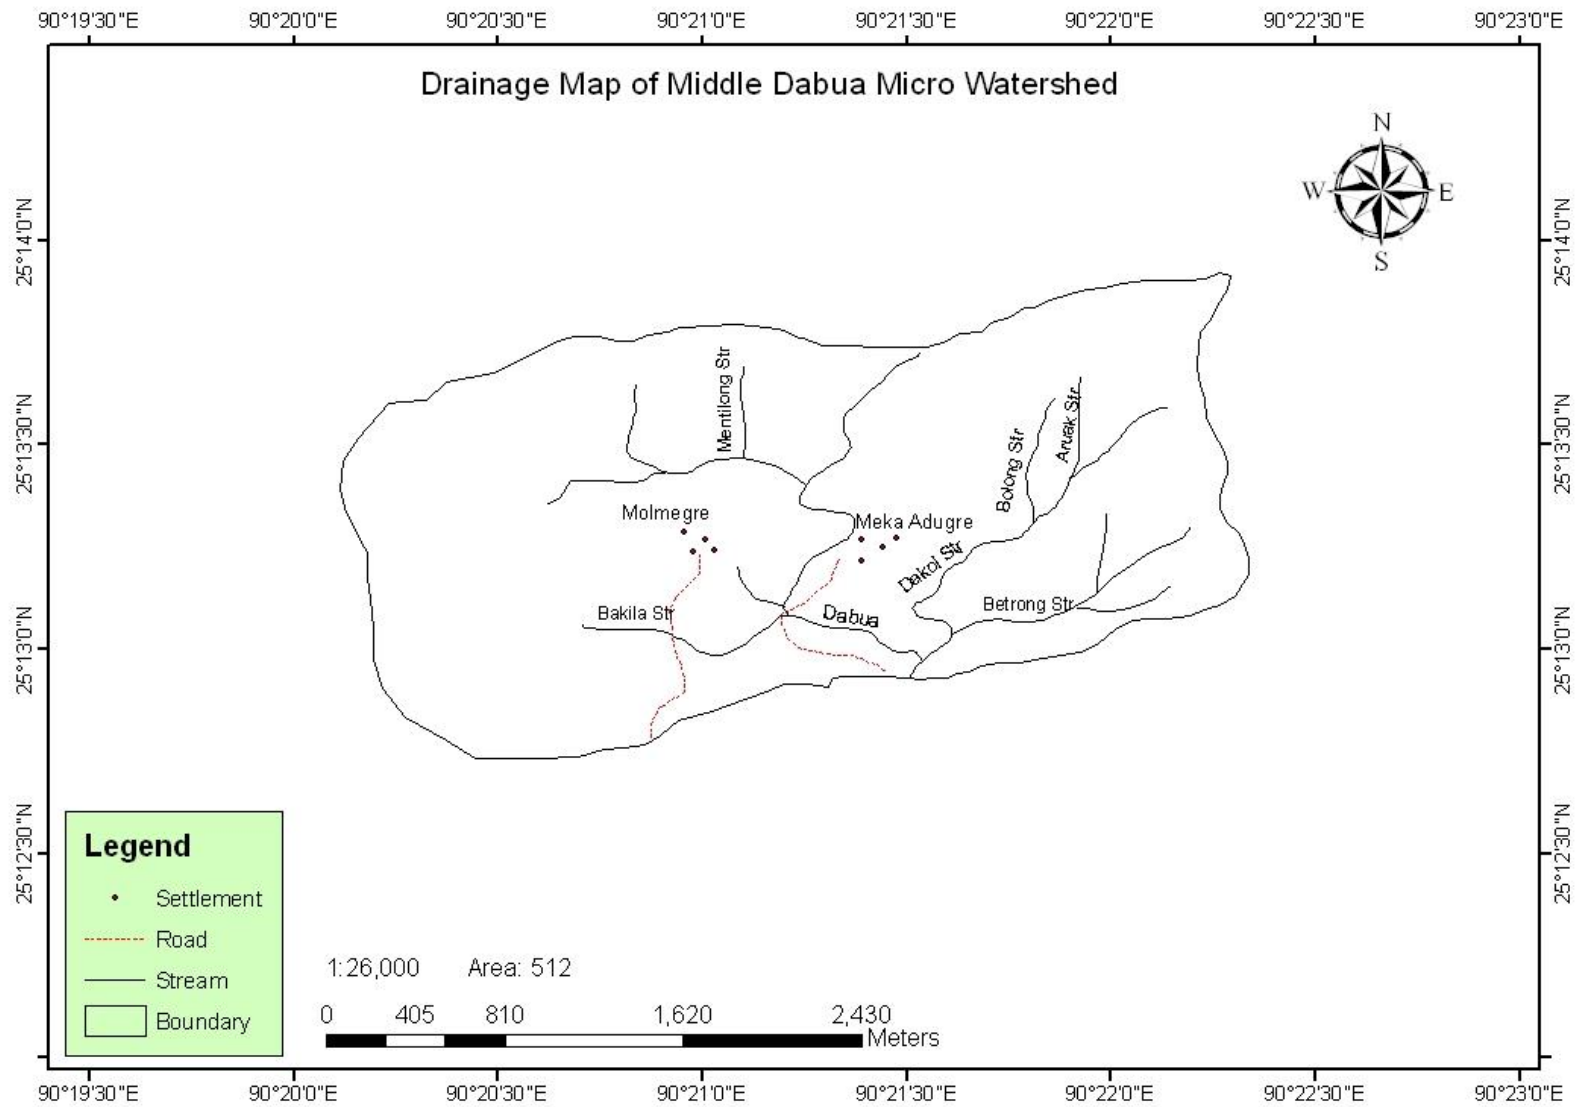 90°19'30"E 90°20'0"E 90°20'30"E 90°21'0"E 90°21'30"E 90°22'0"E 90°22'30"E 90°23'0"E
Drainage Map of Middle Dabua Micro Watershed
N
W E
S
25°14'0"N 25°14'0"N
25°13'30"N 25°13'30"N
25°13'0"N 25°13'0"N
25°12'30"N 25°12'30"N
Mentilong Str
Aruak Str
Bolong Str
Molmegre
Meka Adugre
Dakol Str
Betrong Str
Bakila Str
Dabua
Legend
Settlement
Road
Stream
Boundary
1:26,000 Area: 512
0 405 810 1,620 2,430
Meters
90°19'30"E 90°20'0"E 90°20'30"E 90°21'0"E 90°21'30"E 90°22'0"E 90°22'30"E 90°23'0"E